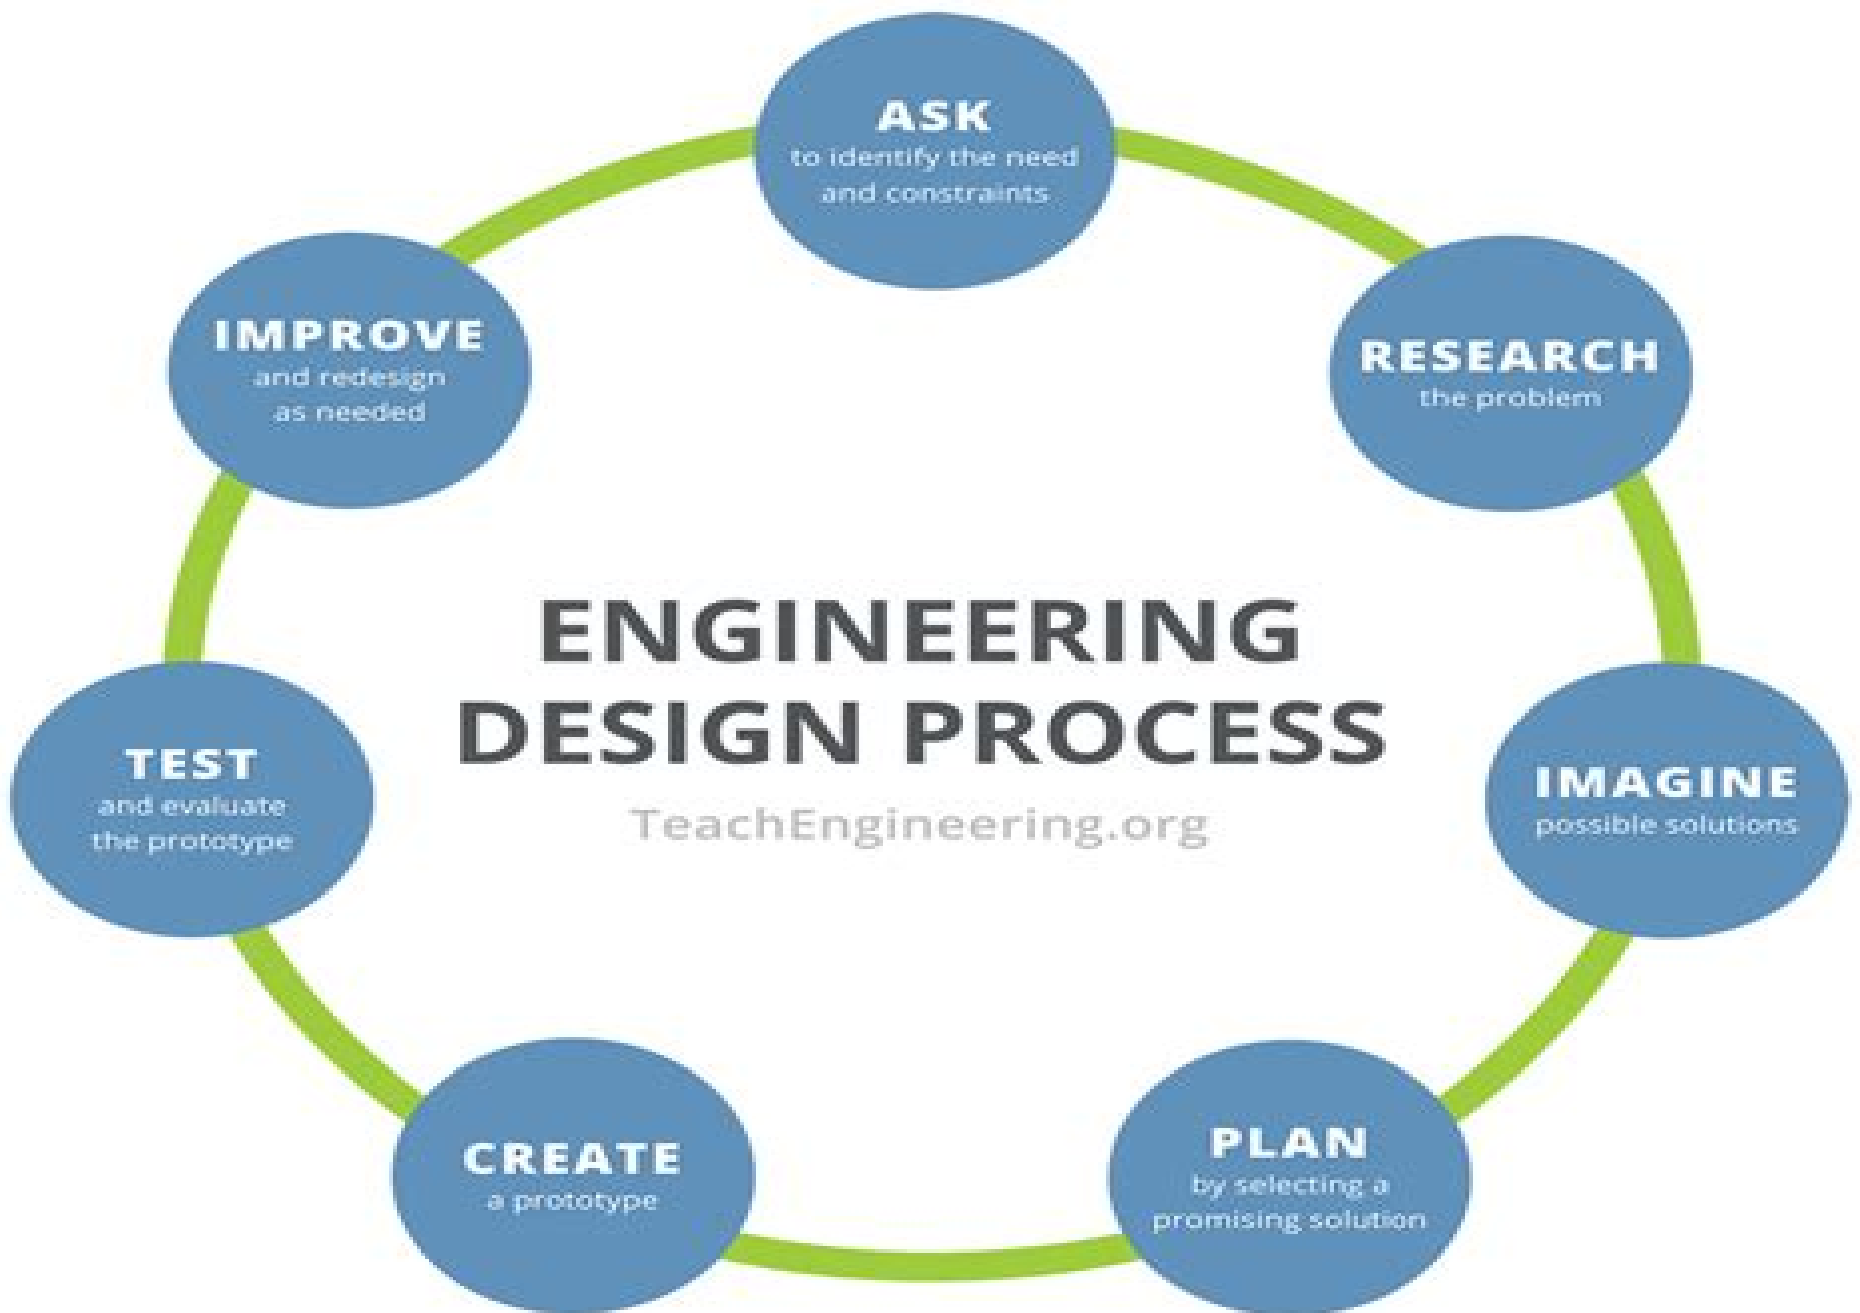 ASK
to identify the need
and constraints
RESEARCH
the problem
IMAGINE
possible solutions
PLAN
by selecting a
promising solution
CREATE
a prototype
TEST
and evaluate
the prototype
IMPROVE
and redesign
as needed
ENGINEERING
DESIGN PROCESS
TeachEngineering.org